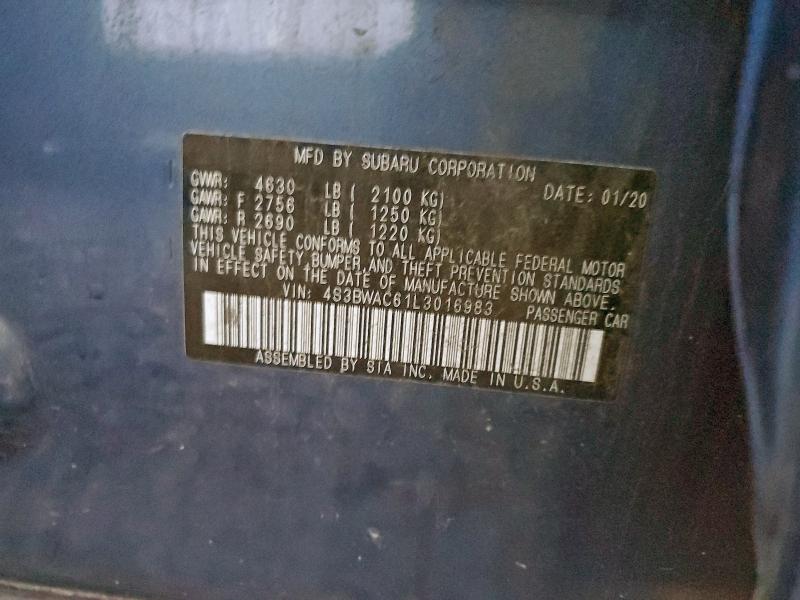 MFD BY SUBARU CORPORATION
GVWR: 4630 LB ( 2100 KG) DATE: 01/20
GAWR: F 2756 LB ( 1250 KG)
GAWR: R 2690 LB ( 1220 KG)
THIS VEHICLE CONFORMS TO ALL APPLICABLE FEDERAL MOTOR
VEHICLE SAFETY, BUMPER, AND THEFT PREVENTION STANDARDS
IN EFFECT ON THE DATE OF MANUFACTURE SHOWN ABOVE.
VIN: 4S3BWAC61L3016983 PASSENGER CAR
ASSEMBLED BY SIA INC. MADE IN U.S.A.